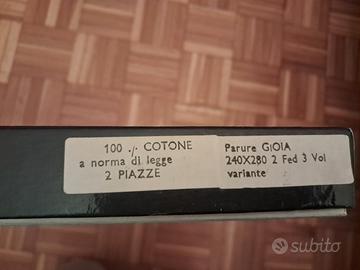 100 ./. COTONE
a norma di legge
2 PIAZZE
Parure GIOIA
240X280 2 Fed 3 Vol
variante
subito